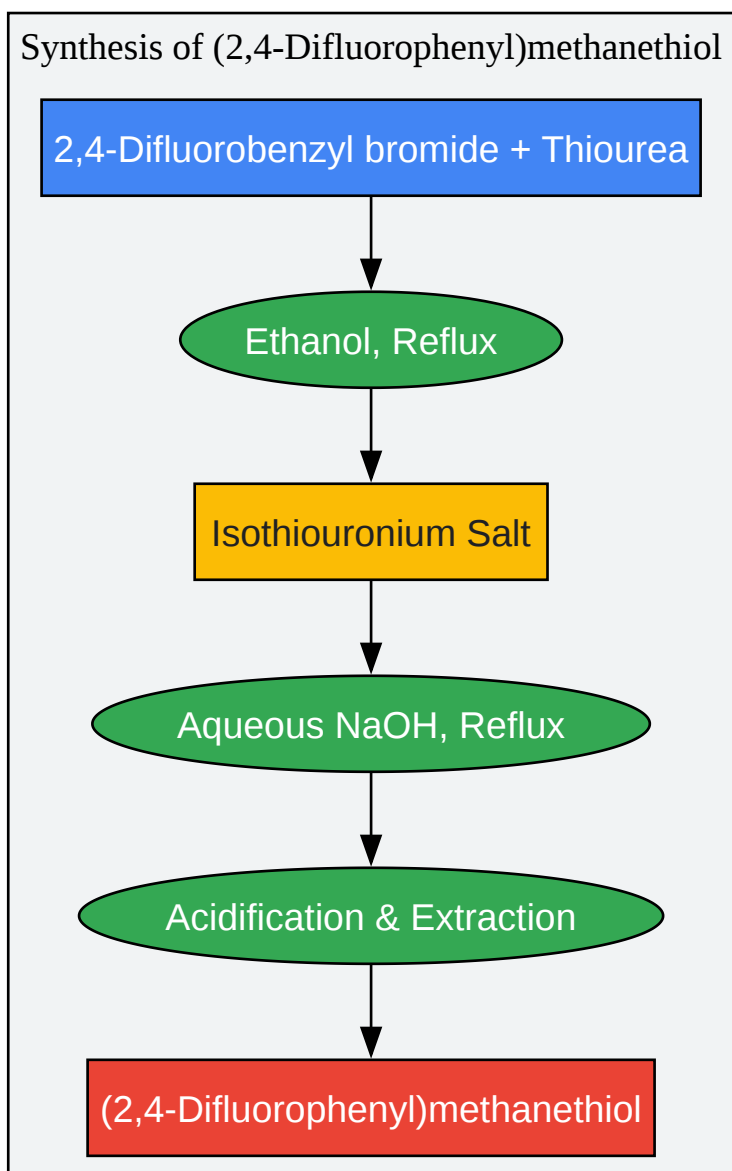 Synthesis of (2,4-Difluorophenyl)methanethiol
2,4-Difluorobenzyl bromide + Thiourea
Ethanol, Reflux
Isothiouronium Salt
Aqueous NaOH, Reflux
Acidification & Extraction
(2,4-Difluorophenyl)methanethiol